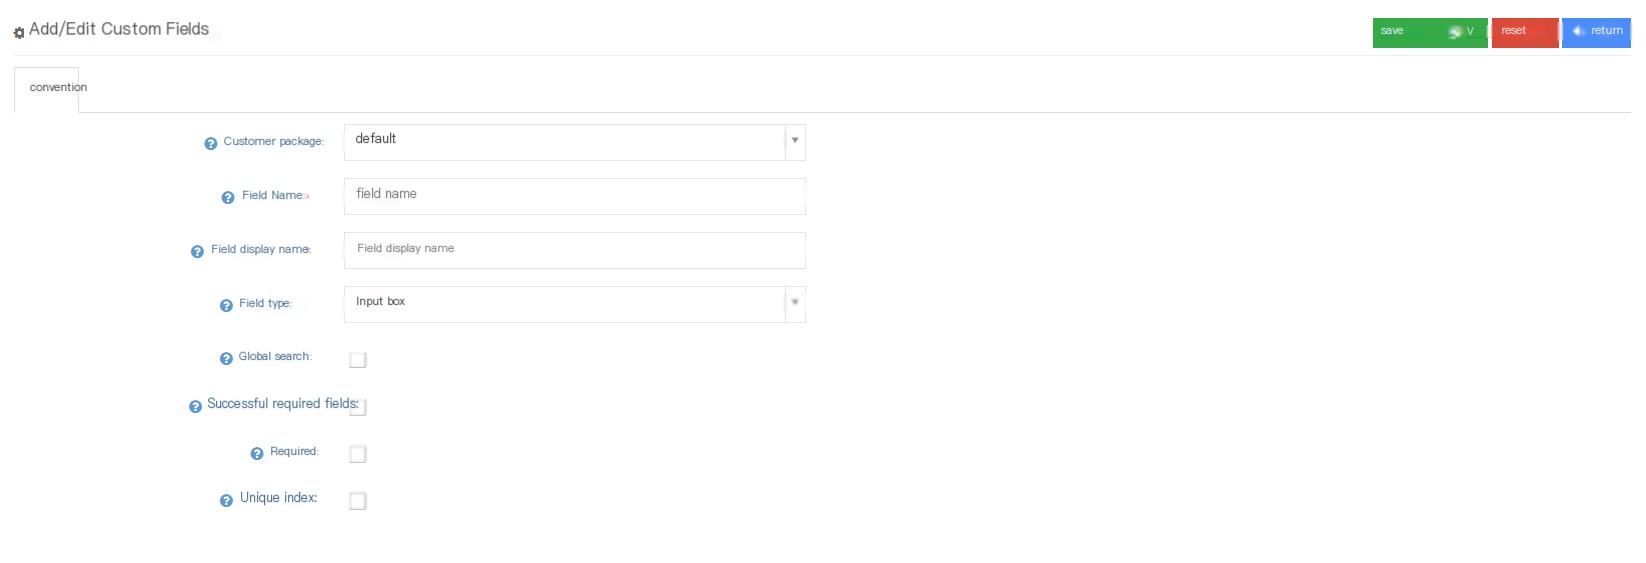 Add/Edit Custom Fields
save V reset return
convention
Customer package: default
Field Name:* field name
Field display name: Field display name
Field type: Input box
Global search:
Successful required fields:
Required:
Unique index: